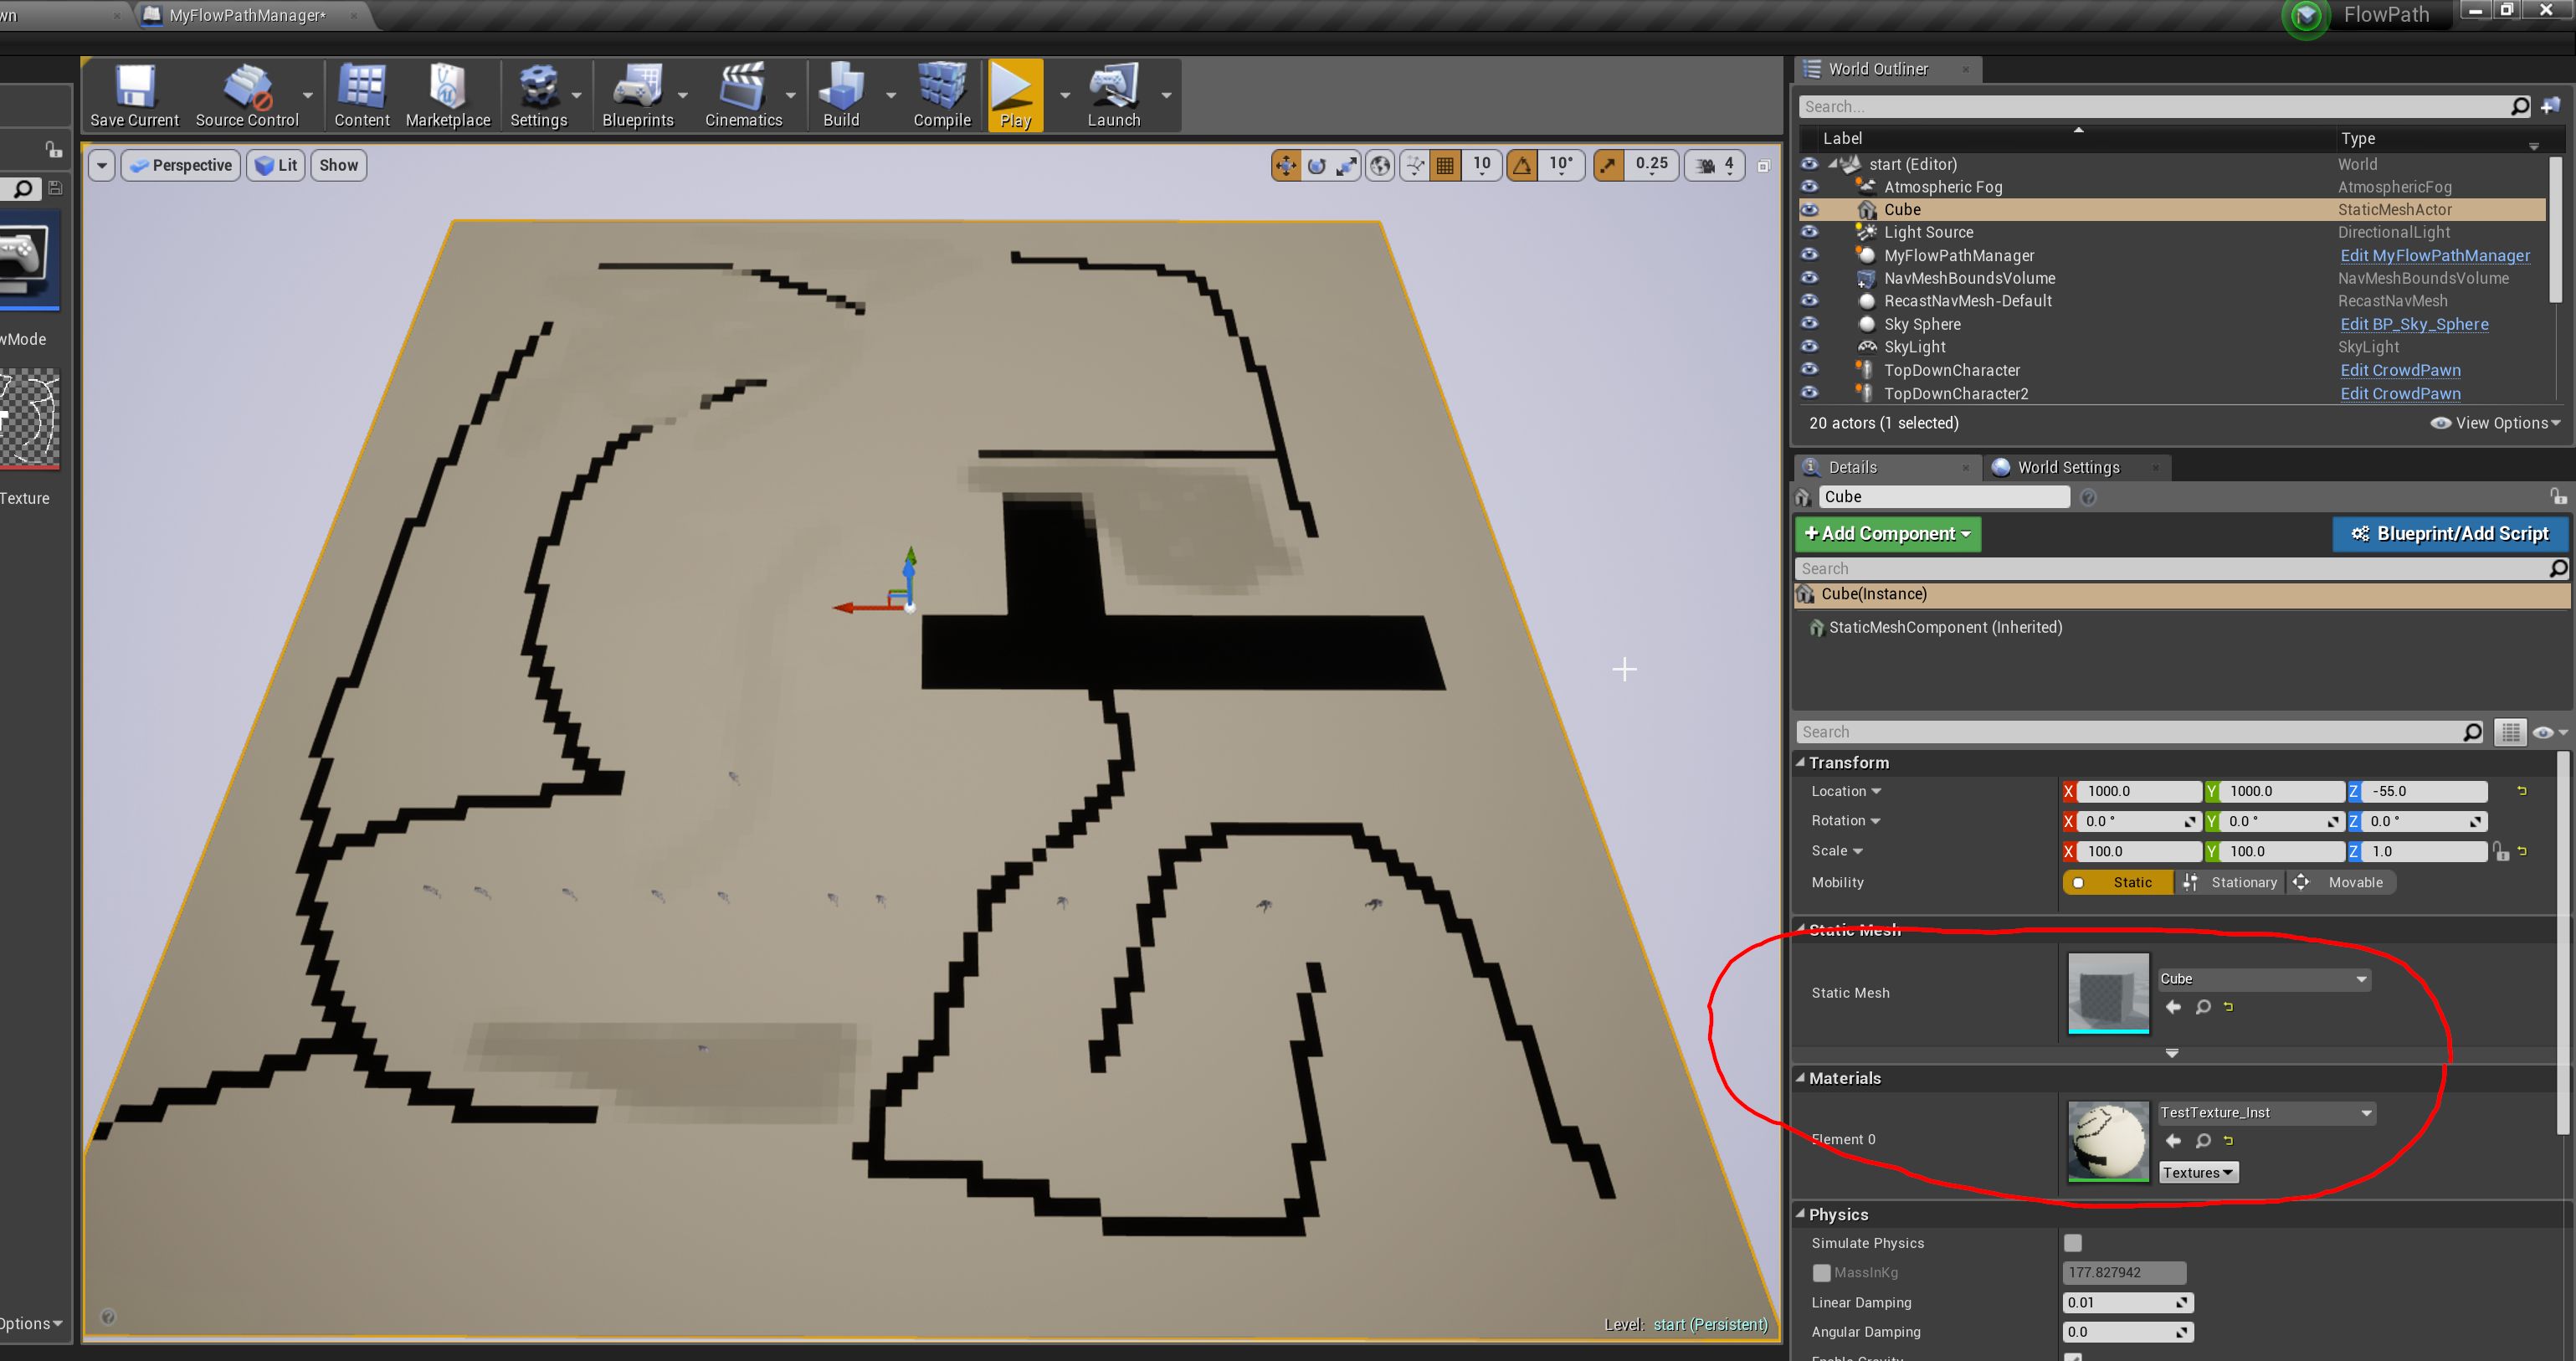 wn
MyFlowPathManager*
FlowPath
Save Current
Source Control
Content
Marketplace
Settings
Blueprints
Cinematics
Build
Compile
Play
Launch
Perspective
Lit
Show
10
10°
0.25
4
wMode
Texture
Options
Level: start (Persistent)
World Outliner
Search...
Label Type
start (Editor) World
Atmospheric Fog AtmosphericFog
Cube StaticMeshActor
Light Source DirectionalLight
MyFlowPathManager Edit MyFlowPathManager
NavMeshBoundsVolume NavMeshBoundsVolume
RecastNavMesh-Default RecastNavMesh
Sky Sphere Edit BP_Sky_Sphere
SkyLight SkyLight
TopDownCharacter Edit CrowdPawn
TopDownCharacter2 Edit CrowdPawn
20 actors (1 selected) View Options
Details World Settings
Cube
+Add Component Blueprint/Add Script
Search
Cube(Instance)
StaticMeshComponent (Inherited)
Search
Transform
Location X 1000.0 Y 1000.0 Z -55.0
Rotation X 0.0 ° Y 0.0 ° Z 0.0 °
Scale X 100.0 Y 100.0 Z 1.0
Mobility Static Stationary Movable
Static Mesh
Static Mesh Cube
Materials
Element 0 TestTexture_Inst
Textures
Physics
Simulate Physics
MassInKg 177.827942
Linear Damping 0.01
Angular Damping 0.0